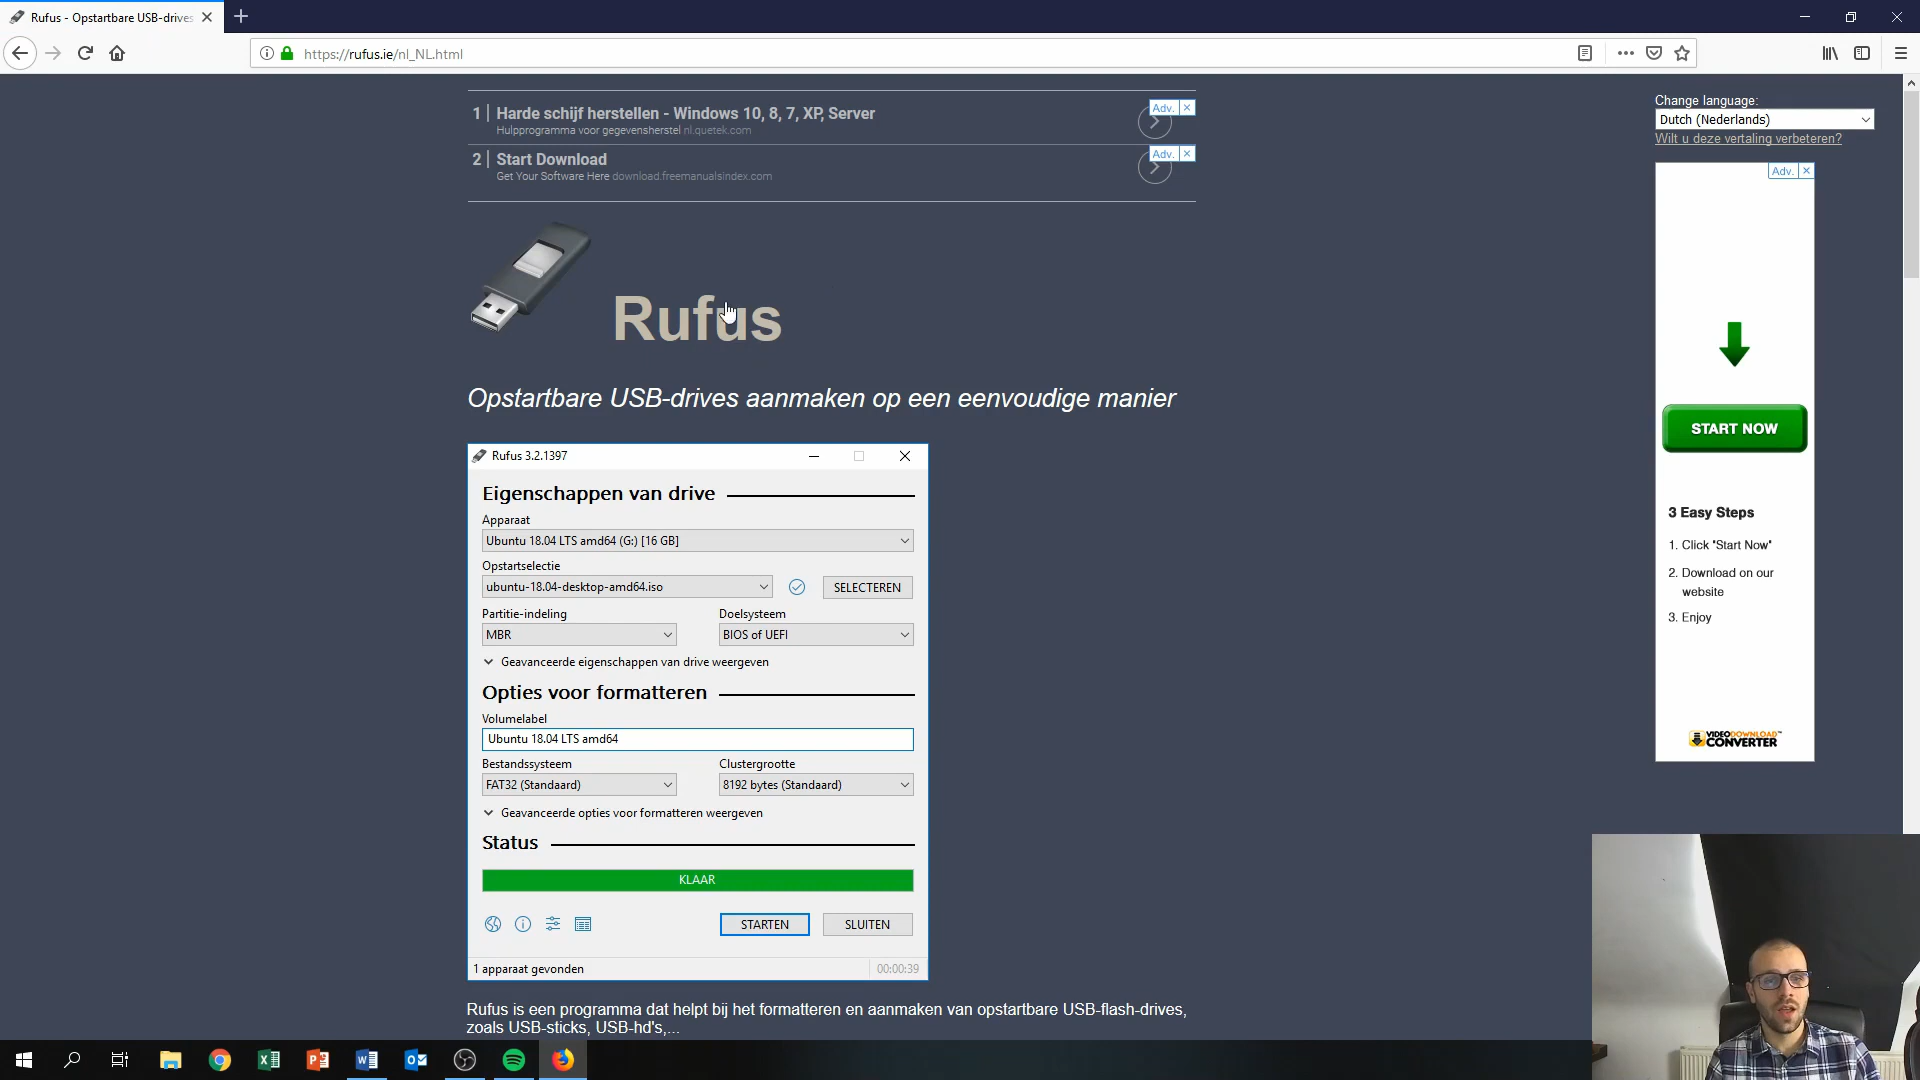 Rufus - Opstartbare USB-drives
https://rufus.ie/nl_NL.html
1 Harde schijf herstellen - Windows 10, 8, 7, XP, Server
Hulpprogramma voor gegevensherstel nl.quetek.com
Adv.
2 Start Download
Get Your Software Here download.freemanualsindex.com
Adv.
Change language:
Dutch (Nederlands)
Wilt u deze vertaling verbeteren?
Adv.
START NOW
3 Easy Steps
1. Click "Start Now"
2. Download on our
website
3. Enjoy
VIDEODOWNLOAD
CONVERTER
Rufus
Opstartbare USB-drives aanmaken op een eenvoudige manier
Rufus 3.2.1397
Eigenschappen van drive
Apparaat
Ubuntu 18.04 LTS amd64 (G:) [16 GB]
Opstartselectie
ubuntu-18.04-desktop-amd64.iso
SELECTEREN
Partitie-indeling
Doelsysteem
MBR
BIOS of UEFI
Geavanceerde eigenschappen van drive weergeven
Opties voor formatteren
Volumelabel
Ubuntu 18.04 LTS amd64
Bestandssysteem
Clustergrootte
FAT32 (Standaard)
8192 bytes (Standaard)
Geavanceerde opties voor formatteren weergeven
Status
KLAAR
STARTEN
SLUITEN
1 apparaat gevonden
00:00:39
Rufus is een programma dat helpt bij het formatteren en aanmaken van opstartbare USB-flash-drives,
zoals USB-sticks, USB-hd's,...